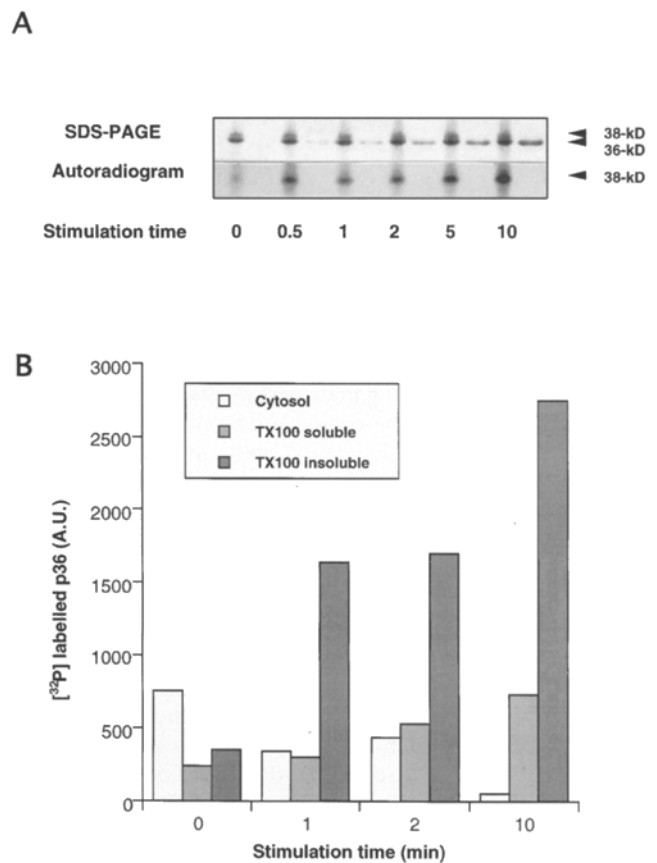 A
SDS-PAGE
38-kD
36-kD
Autoradiogram
38-kD
Stimulation time 0 0.5 1 2 5 10
B
3000
2500
2000
1500
1000
500
0
[³²P] labelled p36 (A.U.)
Cytosol
TX100 soluble
TX100 insoluble
0 1 2 10
Stimulation time (min)